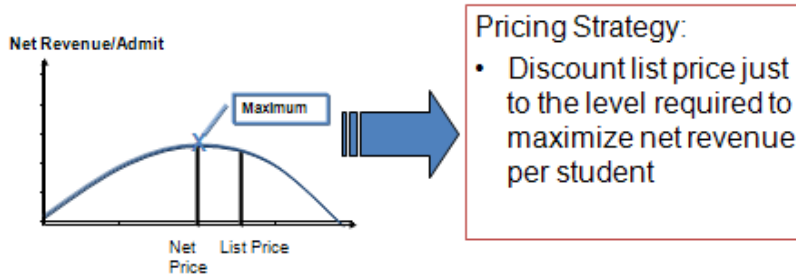 Net Revenue/Admit
Maximum
Net
Price
List Price
Pricing Strategy:
• Discount list price just
to the level required to
maximize net revenue
per student